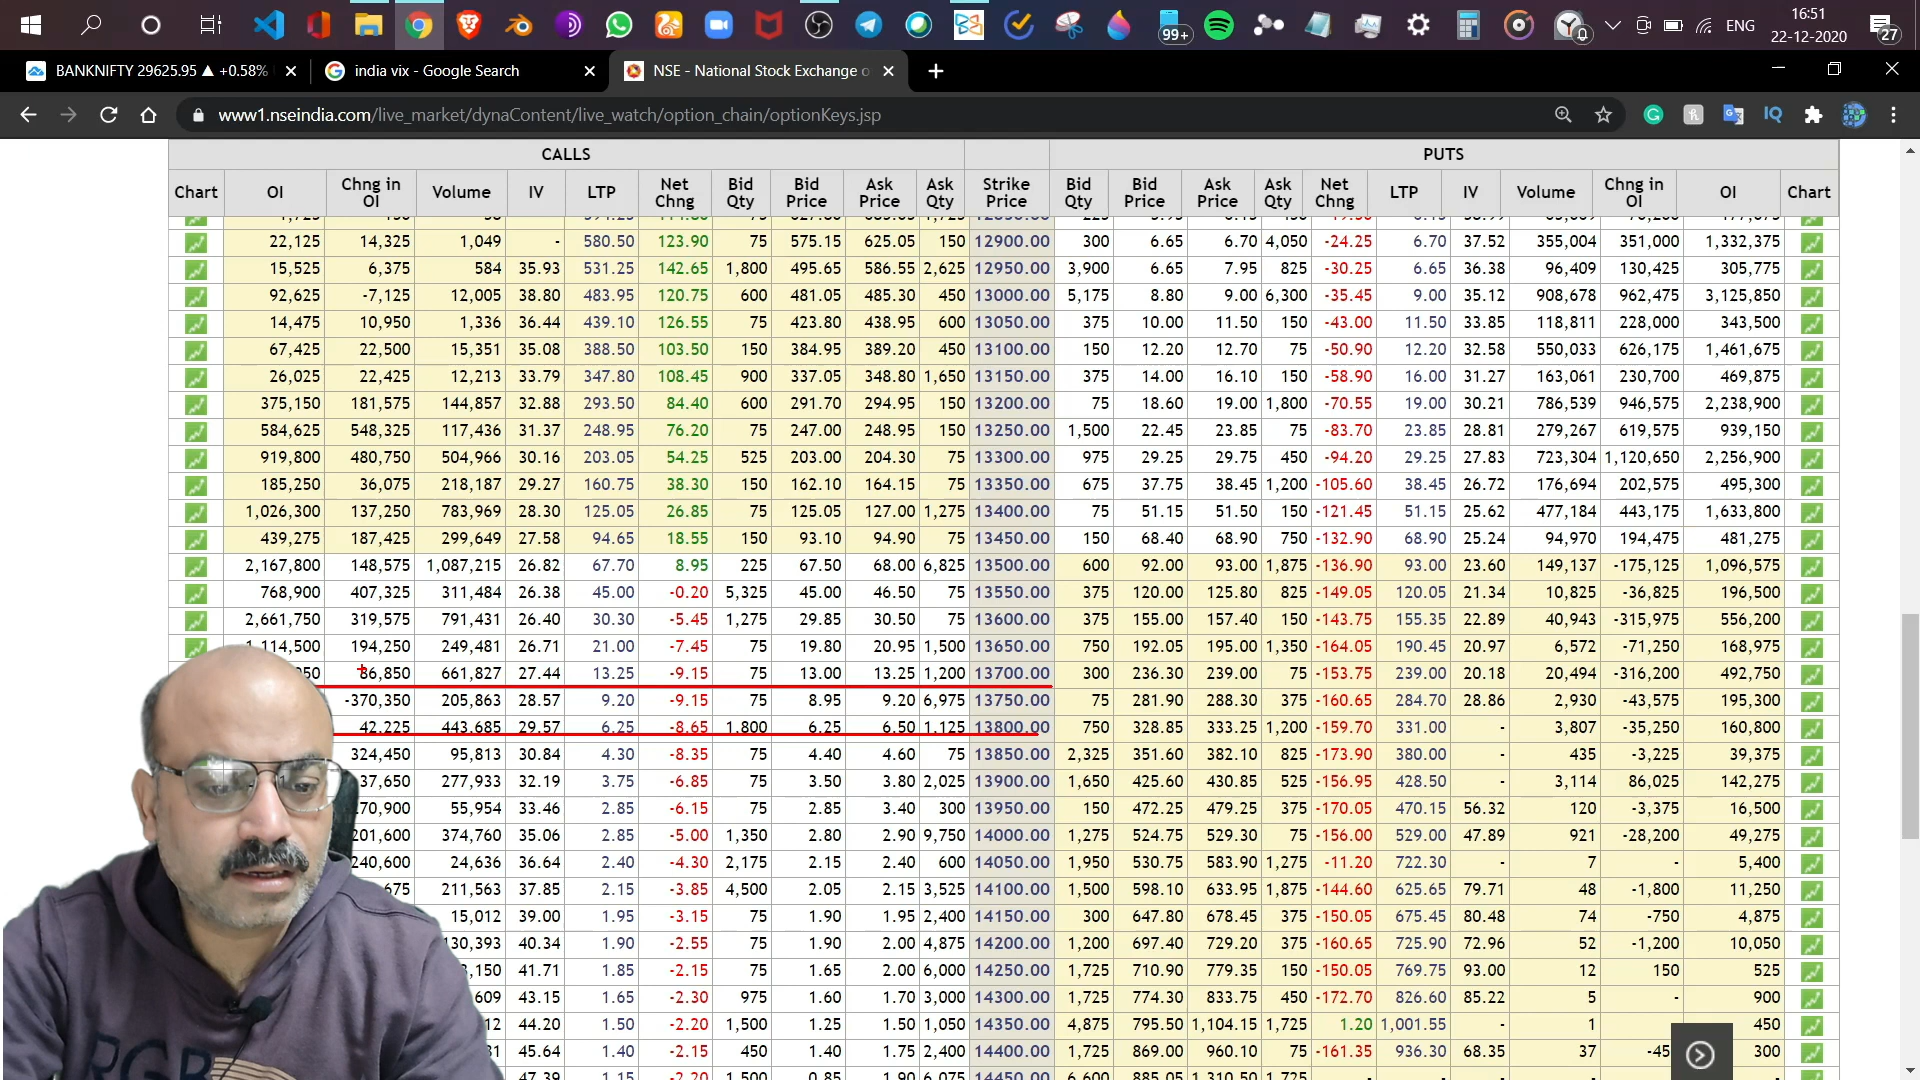 99+
ENG
16:51
22-12-2020
27
BANKNIFTY 29625.95 ▲ +0.58%
india vix - Google Search
NSE - National Stock Exchange o
www1.nseindia.com/live_market/dynaContent/live_watch/option_chain/optionKeys.jsp
CALLS PUTS
Chart OI Chng in OI Volume IV LTP Net Chng Bid Qty Bid Price Ask Price Ask Qty Strike Price Bid Qty Bid Price Ask Price Ask Qty Net Chng LTP IV Volume Chng in OI OI Chart
22,125 14,325 1,049 - 580.50 123.90 75 575.15 625.05 150 12900.00 300 6.65 6.70 4,050 -24.25 6.70 37.52 355,004 351,000 1,332,375
15,525 6,375 584 35.93 531.25 142.65 1,800 495.65 586.55 2,625 12950.00 3,900 6.65 7.95 825 -30.25 6.65 36.38 96,409 130,425 305,775
92,625 -7,125 12,005 38.80 483.95 120.75 600 481.05 485.30 450 13000.00 5,175 8.80 9.00 6,300 -35.45 9.00 35.12 908,678 962,475 3,125,850
14,475 10,950 1,336 36.44 439.10 126.55 75 423.80 438.95 600 13050.00 375 10.00 11.50 150 -43.00 11.50 33.85 118,811 228,000 343,500
67,425 22,500 15,351 35.08 388.50 103.50 150 384.95 389.20 450 13100.00 150 12.20 12.70 75 -50.90 12.20 32.58 550,033 626,175 1,461,675
26,025 22,425 12,213 33.79 347.80 108.45 900 337.05 348.80 1,650 13150.00 375 14.00 16.10 150 -58.90 16.00 31.27 163,061 230,700 469,875
375,150 181,575 144,857 32.88 293.50 84.40 600 291.70 294.95 150 13200.00 75 18.60 19.00 1,800 -70.55 19.00 30.21 786,539 946,575 2,238,900
584,625 548,325 117,436 31.37 248.95 76.20 75 247.00 248.95 150 13250.00 1,500 22.45 23.85 75 -83.70 23.85 28.81 279,267 619,575 939,150
919,800 480,750 504,966 30.16 203.05 54.25 525 203.00 204.30 75 13300.00 975 29.25 29.75 450 -94.20 29.25 27.83 723,304 1,120,650 2,256,900
185,250 36,075 218,187 29.27 160.75 38.30 150 162.10 164.15 75 13350.00 675 37.75 38.45 1,200 -105.60 38.45 26.72 176,694 202,575 495,300
1,026,300 137,250 783,969 28.30 125.05 26.85 75 125.05 127.00 1,275 13400.00 75 51.15 51.50 150 -121.45 51.15 25.62 477,184 443,175 1,633,800
439,275 187,425 299,649 27.58 94.65 18.55 150 93.10 94.90 75 13450.00 150 68.40 68.90 750 -132.90 68.90 25.24 94,970 194,475 481,275
2,167,800 148,575 1,087,215 26.82 67.70 8.95 225 67.50 68.00 6,825 13500.00 600 92.00 93.00 1,875 -136.90 93.00 23.60 149,137 -175,125 1,096,575
768,900 407,325 311,484 26.38 45.00 -0.20 5,325 45.00 46.50 75 13550.00 375 120.00 125.80 825 -149.05 120.05 21.34 10,825 -36,825 196,500
2,661,750 319,575 791,431 26.40 30.30 -5.45 1,275 29.85 30.50 75 13600.00 375 155.00 157.40 150 -143.75 155.35 22.89 40,943 -315,975 556,200
1,114,500 194,250 249,481 26.71 21.00 -7.45 75 19.80 20.95 1,500 13650.00 750 192.05 195.00 1,350 -164.05 190.45 20.97 6,572 -71,250 168,975
86,850 661,827 27.44 13.25 -9.15 75 13.00 13.25 1,200 13700.00 300 236.30 239.00 75 -153.75 239.00 20.18 20,494 -316,200 492,750
-370,350 205,863 28.57 9.20 -9.15 75 8.95 9.20 6,975 13750.00 75 281.90 288.30 375 -160.65 284.70 28.86 2,930 -43,575 195,300
42,225 443,685 29.57 6.25 -8.65 1,800 6.25 6.50 1,125 13800.00 750 328.85 333.25 1,200 -159.70 331.00 - 3,807 -35,250 160,800
324,450 95,813 30.84 4.30 -8.35 75 4.40 4.60 75 13850.00 2,325 351.60 382.10 825 -173.90 380.00 - 435 -3,225 39,375
37,650 277,933 32.19 3.75 -6.85 75 3.50 3.80 2,025 13900.00 1,650 425.60 430.85 525 -156.95 428.50 - 3,114 86,025 142,275
70,900 55,954 33.46 2.85 -6.15 75 2.85 3.40 300 13950.00 150 472.25 479.25 375 -170.05 470.15 56.32 120 -3,375 16,500
201,600 374,760 35.06 2.85 -5.00 1,350 2.80 2.90 9,750 14000.00 1,275 524.75 529.30 75 -156.00 529.00 47.89 921 -28,200 49,275
240,600 24,636 36.64 2.40 -4.30 2,175 2.15 2.40 600 14050.00 1,950 530.75 583.90 1,275 -11.20 722.30 - 7 - 5,400
675 211,563 37.85 2.15 -3.85 4,500 2.05 2.15 3,525 14100.00 1,500 598.10 633.95 1,875 -144.60 625.65 79.71 48 -1,800 11,250
15,012 39.00 1.95 -3.15 75 1.90 1.95 2,400 14150.00 300 647.80 678.45 375 -150.05 675.45 80.48 74 -750 4,875
130,393 40.34 1.90 -2.55 75 1.90 2.00 4,875 14200.00 1,200 697.40 729.20 375 -160.65 725.90 72.96 52 -1,200 10,050
,150 41.71 1.85 -2.15 75 1.65 2.00 6,000 14250.00 1,725 710.90 779.35 150 -150.05 769.75 93.00 12 150 525
609 43.15 1.65 -2.30 975 1.60 1.70 3,000 14300.00 1,725 774.30 833.75 450 -172.70 826.60 85.22 5 - 900
12 44.20 1.50 -2.20 1,500 1.25 1.50 1,050 14350.00 4,875 795.50 1,104.15 1,725 1.20 1,001.55 - 1 450
45.64 1.40 -2.15 450 1.40 1.75 2,400 14400.00 1,725 869.00 960.10 75 -161.35 936.30 68.35 37 -45 300
47.39 1.15 -2.20 1,500 0.85 1.90 6,075 14450.00 6,600 885.05 1,310.50 1,725 - - - - - -